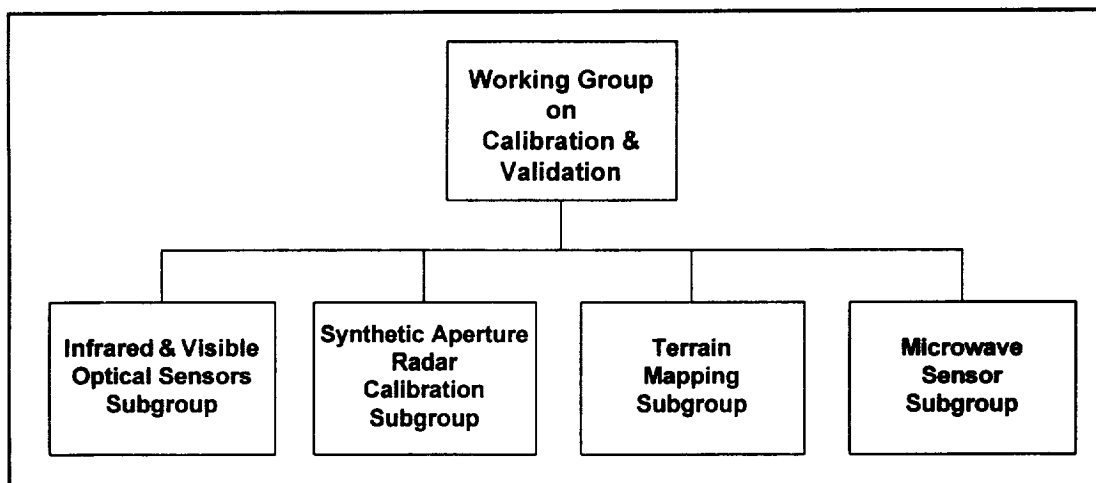 Working Group
on
Calibration &
Validation
Infrared & Visible
Optical Sensors
Subgroup
Synthetic Aperture
Radar
Calibration
Subgroup
Terrain
Mapping
Subgroup
Microwave
Sensor
Subgroup